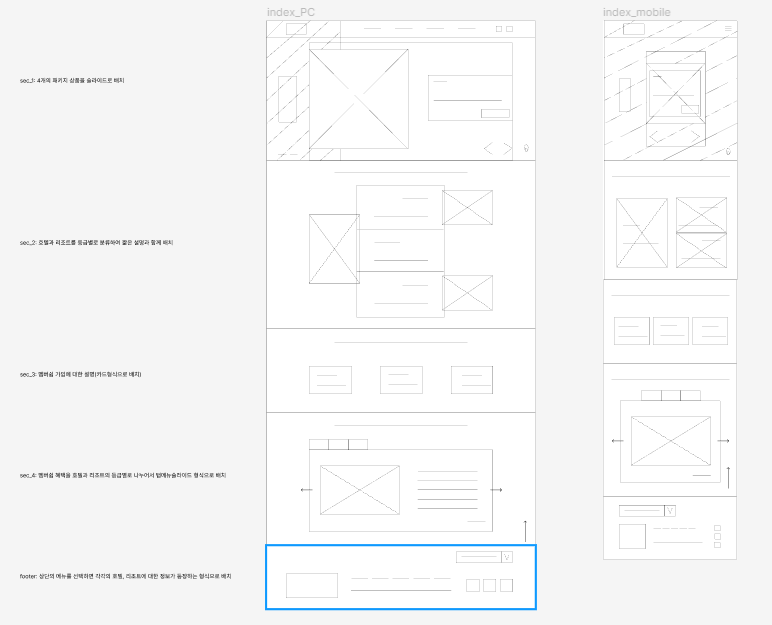 index_PC
index_mobile
sec_1: 4개의 패키지 상품을 슬라이드로 배치
sec_2: 호텔과 리조트를 등급별로 분류하여 짧은 설명과 함께 배치
sec_3: 멤버쉽 가입에 대한 설명(카드형식으로 배치)
sec_4: 멤버쉽 혜택을 호텔과 리조트의 등급별로 나누어서 탭메뉴슬라이드 형식으로 배치
footer: 상단의 메뉴를 선택하면 각각의 호텔, 리조트에 대한 정보가 등장하는 형식으로 배치